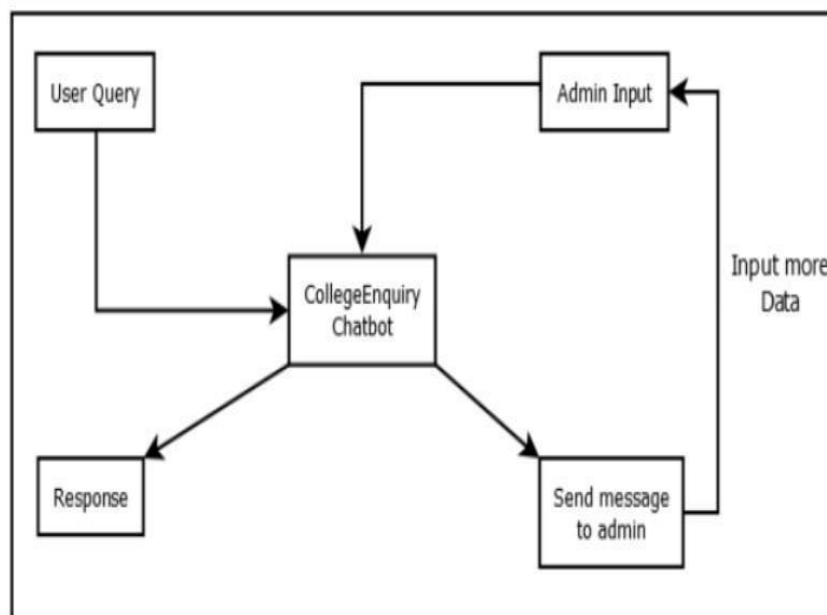 User Query
Admin Input
CollegeEnquiry
Chatbot
Input more
Data
Response
Send message
to admin